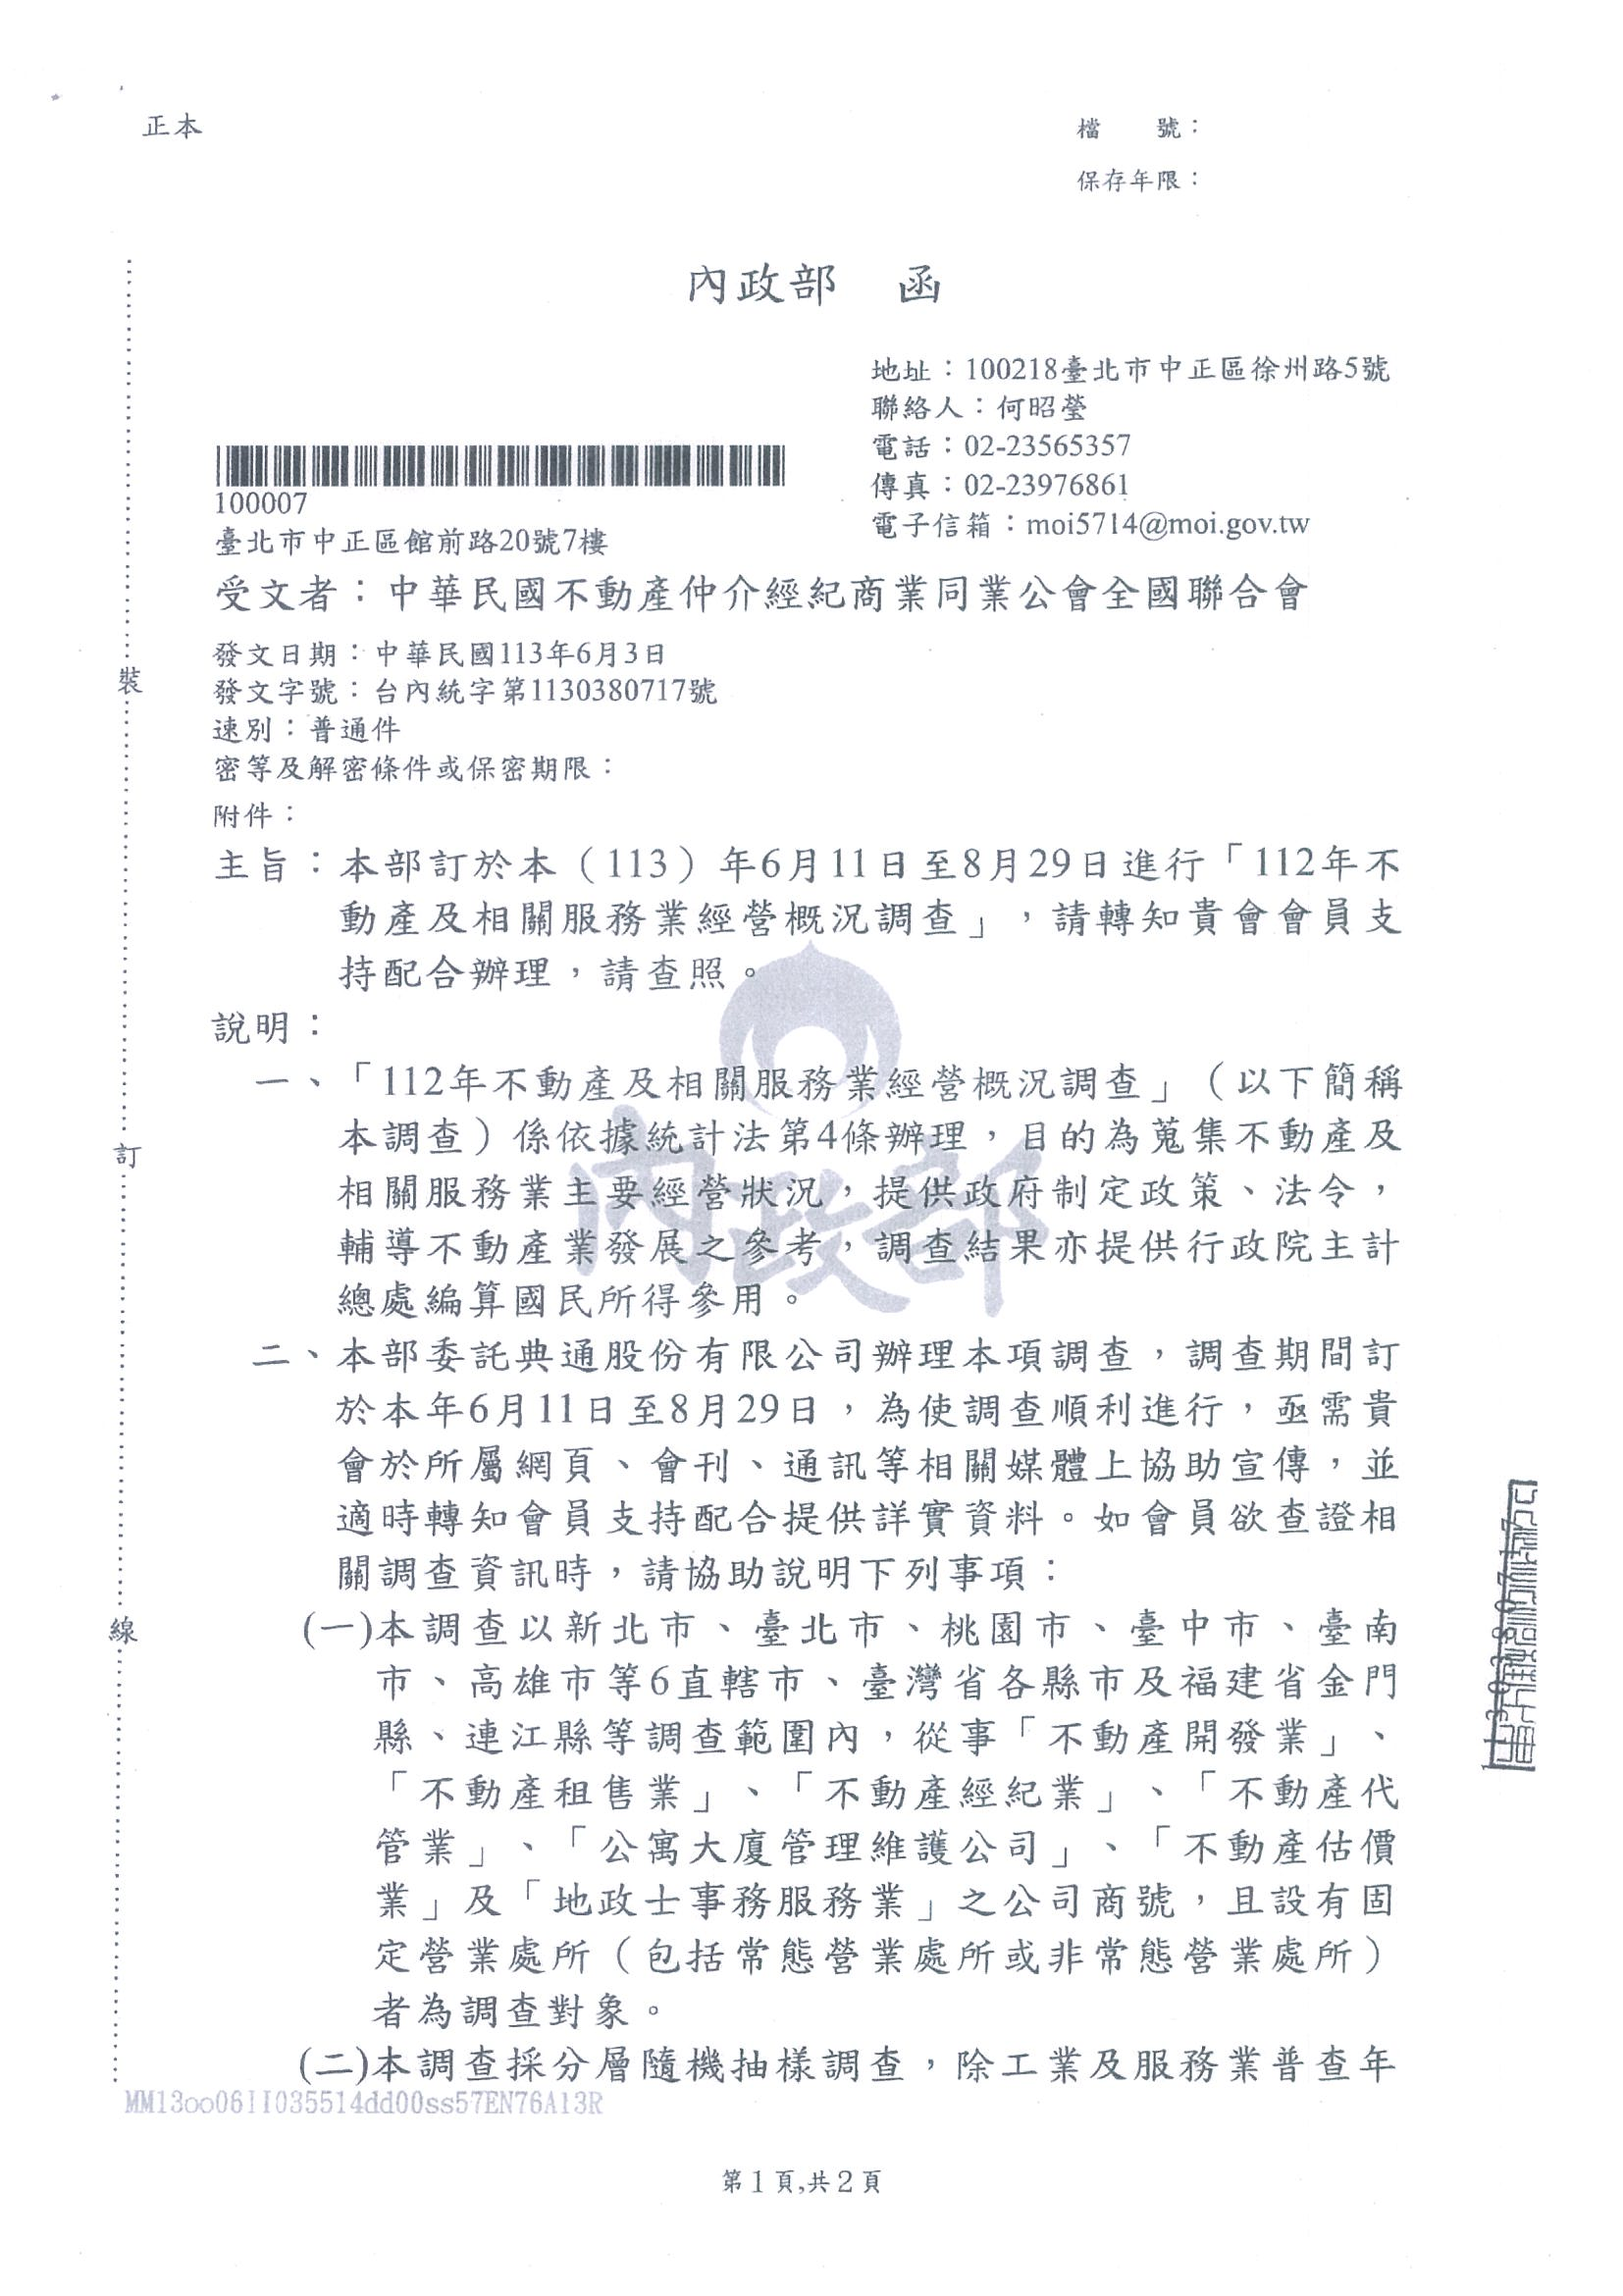 正本
檔　　號：
保存年限：
內政部　函
地址：100218臺北市中正區徐州路5號
聯絡人：何昭瑩
電話：02-23565357
傳真：02-23976861
電子信箱：moi5714@moi.gov.tw
100007
臺北市中正區館前路20號7樓
受文者：中華民國不動產仲介經紀商業同業公會全國聯合會
發文日期：中華民國113年6月3日
發文字號：台內統字第1130380717號
速別：普通件
密等及解密條件或保密期限：
附件：
主旨：本部訂於本（113）年6月11日至8月29日進行「112年不
動產及相關服務業經營概況調查」，請轉知貴會會員支
持配合辦理，請查照。
說明：
一、「112年不動產及相關服務業經營概況調查」（以下簡稱
本調查）係依據統計法第4條辦理，目的為蒐集不動產及
相關服務業主要經營狀況，提供政府制定政策、法令，
輔導不動產業發展之參考，調查結果亦提供行政院主計
總處編算國民所得參用。
二、本部委託典通股份有限公司辦理本項調查，調查期間訂
於本年6月11日至8月29日，為使調查順利進行，亟需貴
會於所屬網頁、會刊、通訊等相關媒體上協助宣傳，並
適時轉知會員支持配合提供詳實資料。如會員欲查證相
關調查資訊時，請協助說明下列事項：
(一)本調查以新北市、臺北市、桃園市、臺中市、臺南
市、高雄市等6直轄市、臺灣省各縣市及福建省金門
縣、連江縣等調查範圍內，從事「不動產開發業」、
「不動產租售業」、「不動產經紀業」、「不動產代
管業」、「公寓大廈管理維護公司」、「不動產估價
業」及「地政士事務服務業」之公司商號，且設有固
定營業處所（包括常態營業處所或非常態營業處所）
者為調查對象。
(二)本調查採分層隨機抽樣調查，除工業及服務業普查年
裝
訂
線
內政部
MM13oo06II035514dd00ss57EN76A13R
第1頁,共2頁